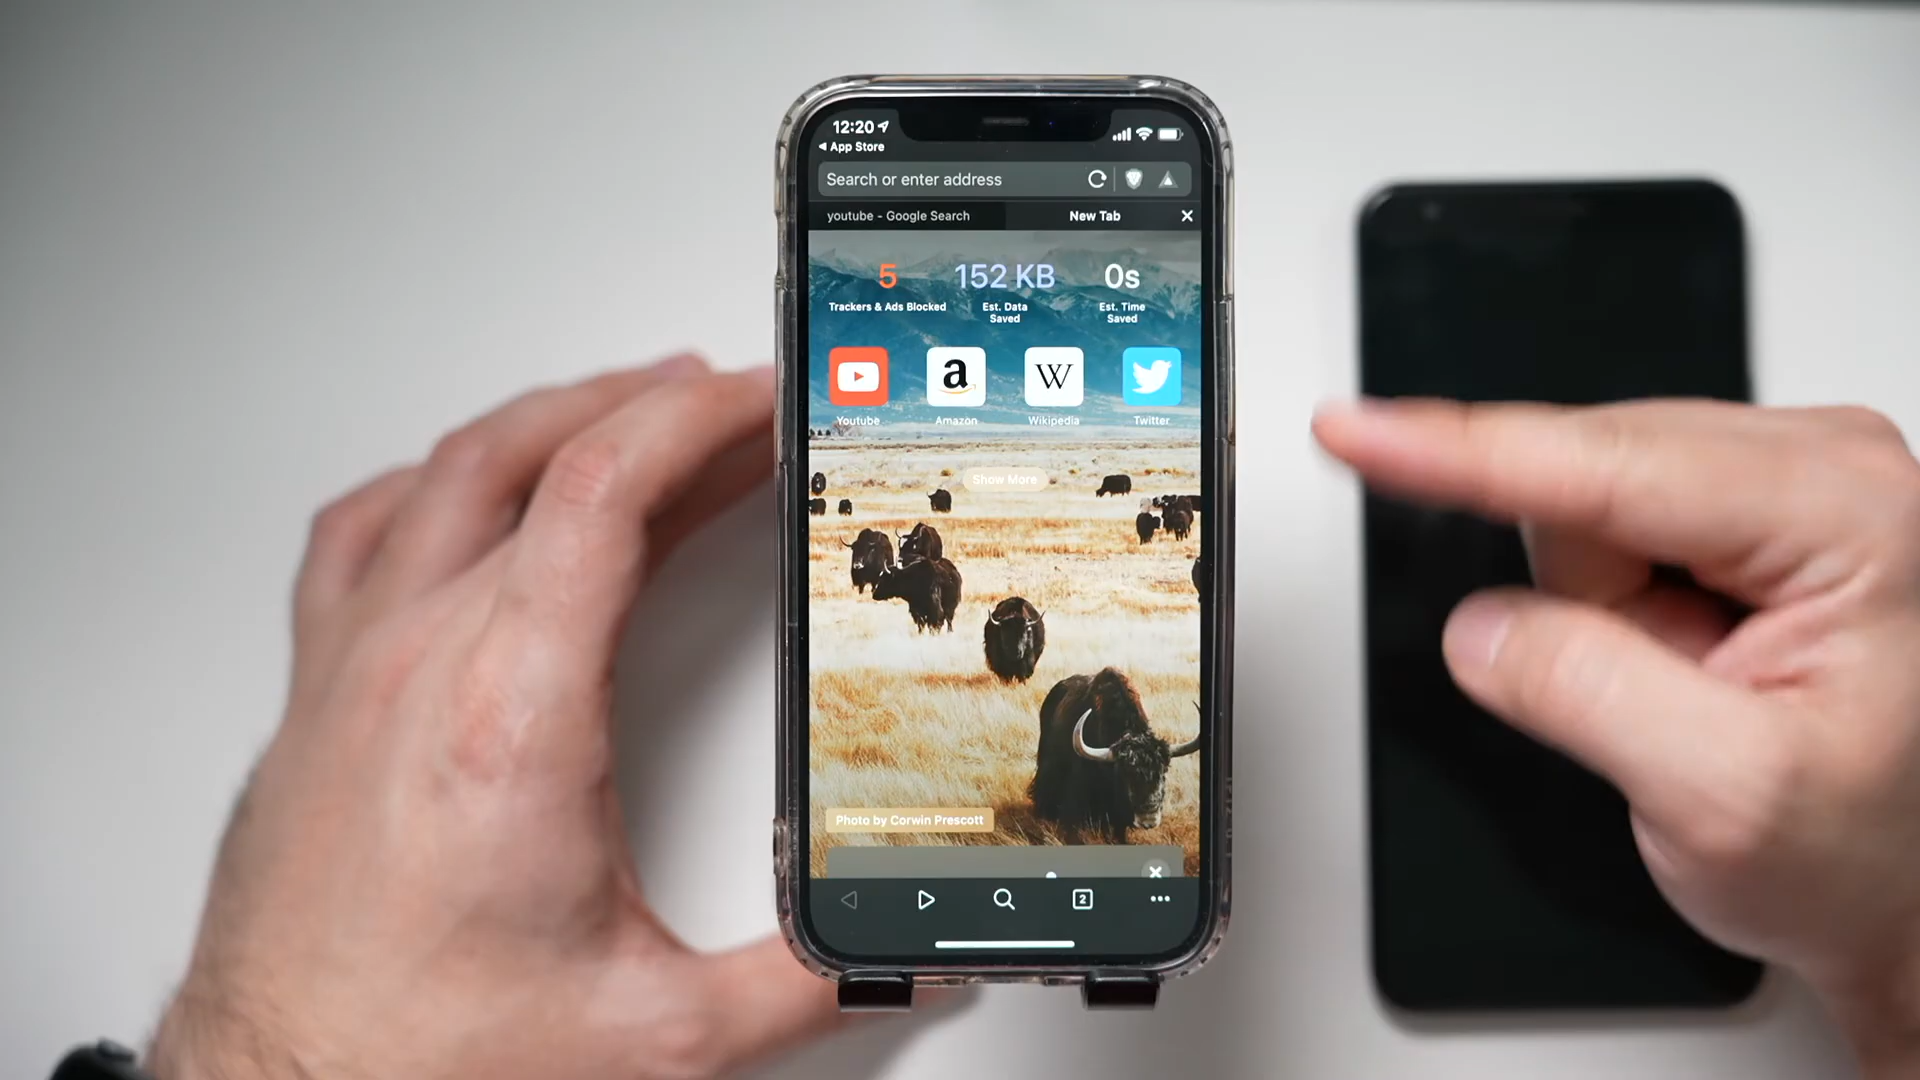 12:20
◀ App Store
Search or enter address
youtube - Google Search
New Tab
5
152 KB
0s
Trackers & Ads Blocked
Est. Data
Saved
Est. Time
Saved
a
W
Youtube
Amazon
Wikipedia
Twitter
Show More
Photo by Corwin Prescott
2